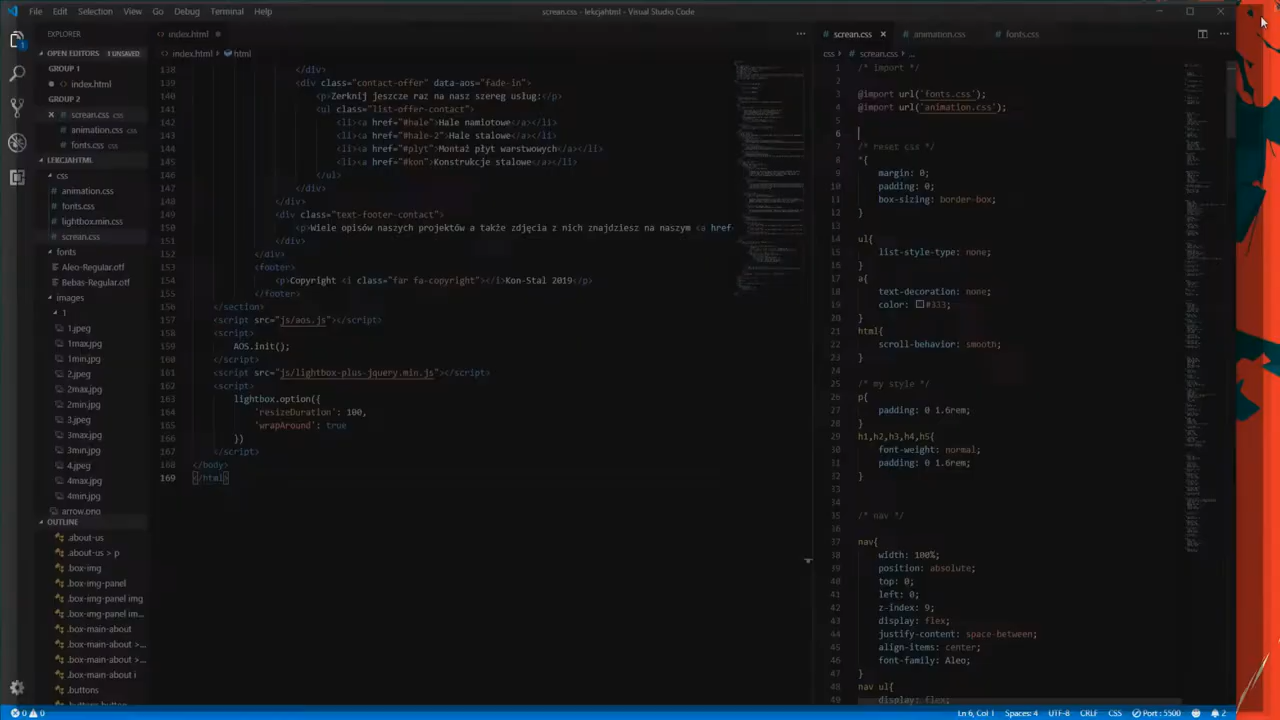 File Edit Selection View Go Debug Terminal Help
screan.css - lekcjahtml - Visual Studio Code
EXPLORER
OPEN EDITORS 1 UNSAVED
GROUP 1
index.html
GROUP 2
screan.css css
animation.css css
fonts.css css
LEKCJAHTML
css
animation.css
fonts.css
lightbox.min.css
screan.css
fonts
Aleo-Regular.otf
Bebas-Regular.otf
images
1
1.jpeg
1max.jpg
1min.jpg
2.jpeg
2max.jpg
2min.jpg
3.jpeg
3max.jpg
3min.jpg
4.jpeg
4max.jpg
4min.jpg
arrow.png
OUTLINE
.about-us
.about-us > p
.box-img
.box-img-panel
.box-img-panel img
.box-img-panel im...
.box-main-about
.box-main-about >...
.box-main-about >...
.box-main-about i
.buttons
index.html
index.html html
138 </div>
139 <div class="contact-offer" data-aos="fade-in">
140 <p>Zerknij jeszcze raz na nasz szereg usług:</p>
141 <ul class="list-offer-contact">
142 <li><a href="#hale">Hale namiotowe</a></li>
143 <li><a href="#hale-2">Hale stalowe</a></li>
144 <li><a href="#plyt">Montaż płyt warstwowych</a></li>
145 <li><a href="#kon">Konstrukcje stalowe</a></li>
146 </ul>
147 </div>
148 </div>
149 <div class="text-footer-contact">
150 <p>Wiele opisów naszych projektów a także zdjęcia z nich znajdziesz na naszym <a href=
151 </div>
152 </div>
153 <footer>
154 <p>Copyright <i class="far fa-copyright"></i>Kon-Stal 2019</p>
155 </footer>
156 </section>
157 <script src="js/aos.js"></script>
158 <script>
159 AOS.init();
160 </script>
161 <script src="js/lightbox-plus-jquery.min.js"></script>
162 <script>
163 lightbox.option({
164 'resizeDuration': 100,
165 'wrapAround': true
166 })
167 </script>
168 </body>
169 </html>
screan.css animation.css fonts.css
css screan.css ...
1 /* import */
2
3 @import url('fonts.css');
4 @import url('animation.css');
5
6
7 /* reset css */
8 *{
9 margin: 0;
10 padding: 0;
11 box-sizing: border-box;
12 }
13
14 ul{
15 list-style-type: none;
16 }
17 a{
18 text-decoration: none;
19 color: #333;
20 }
21 html{
22 scroll-behavior: smooth;
23 }
24
25 /* my style */
26 p{
27 padding: 0 1.6rem;
28 }
29 h1,h2,h3,h4,h5{
30 font-weight: normal;
31 padding: 0 1.6rem;
32 }
33
34
35 /* nav */
36
37 nav{
38 width: 100%;
39 position: absolute;
40 top: 0;
41 left: 0;
42 z-index: 9;
43 display: flex;
44 justify-content: space-between;
45 align-items: center;
46 font-family: Aleo;
47 }
48 nav ul{
49 display: flex;
0 0
Ln 6, Col 1 Spaces: 4 UTF-8 CRLF CSS Port : 5500 2